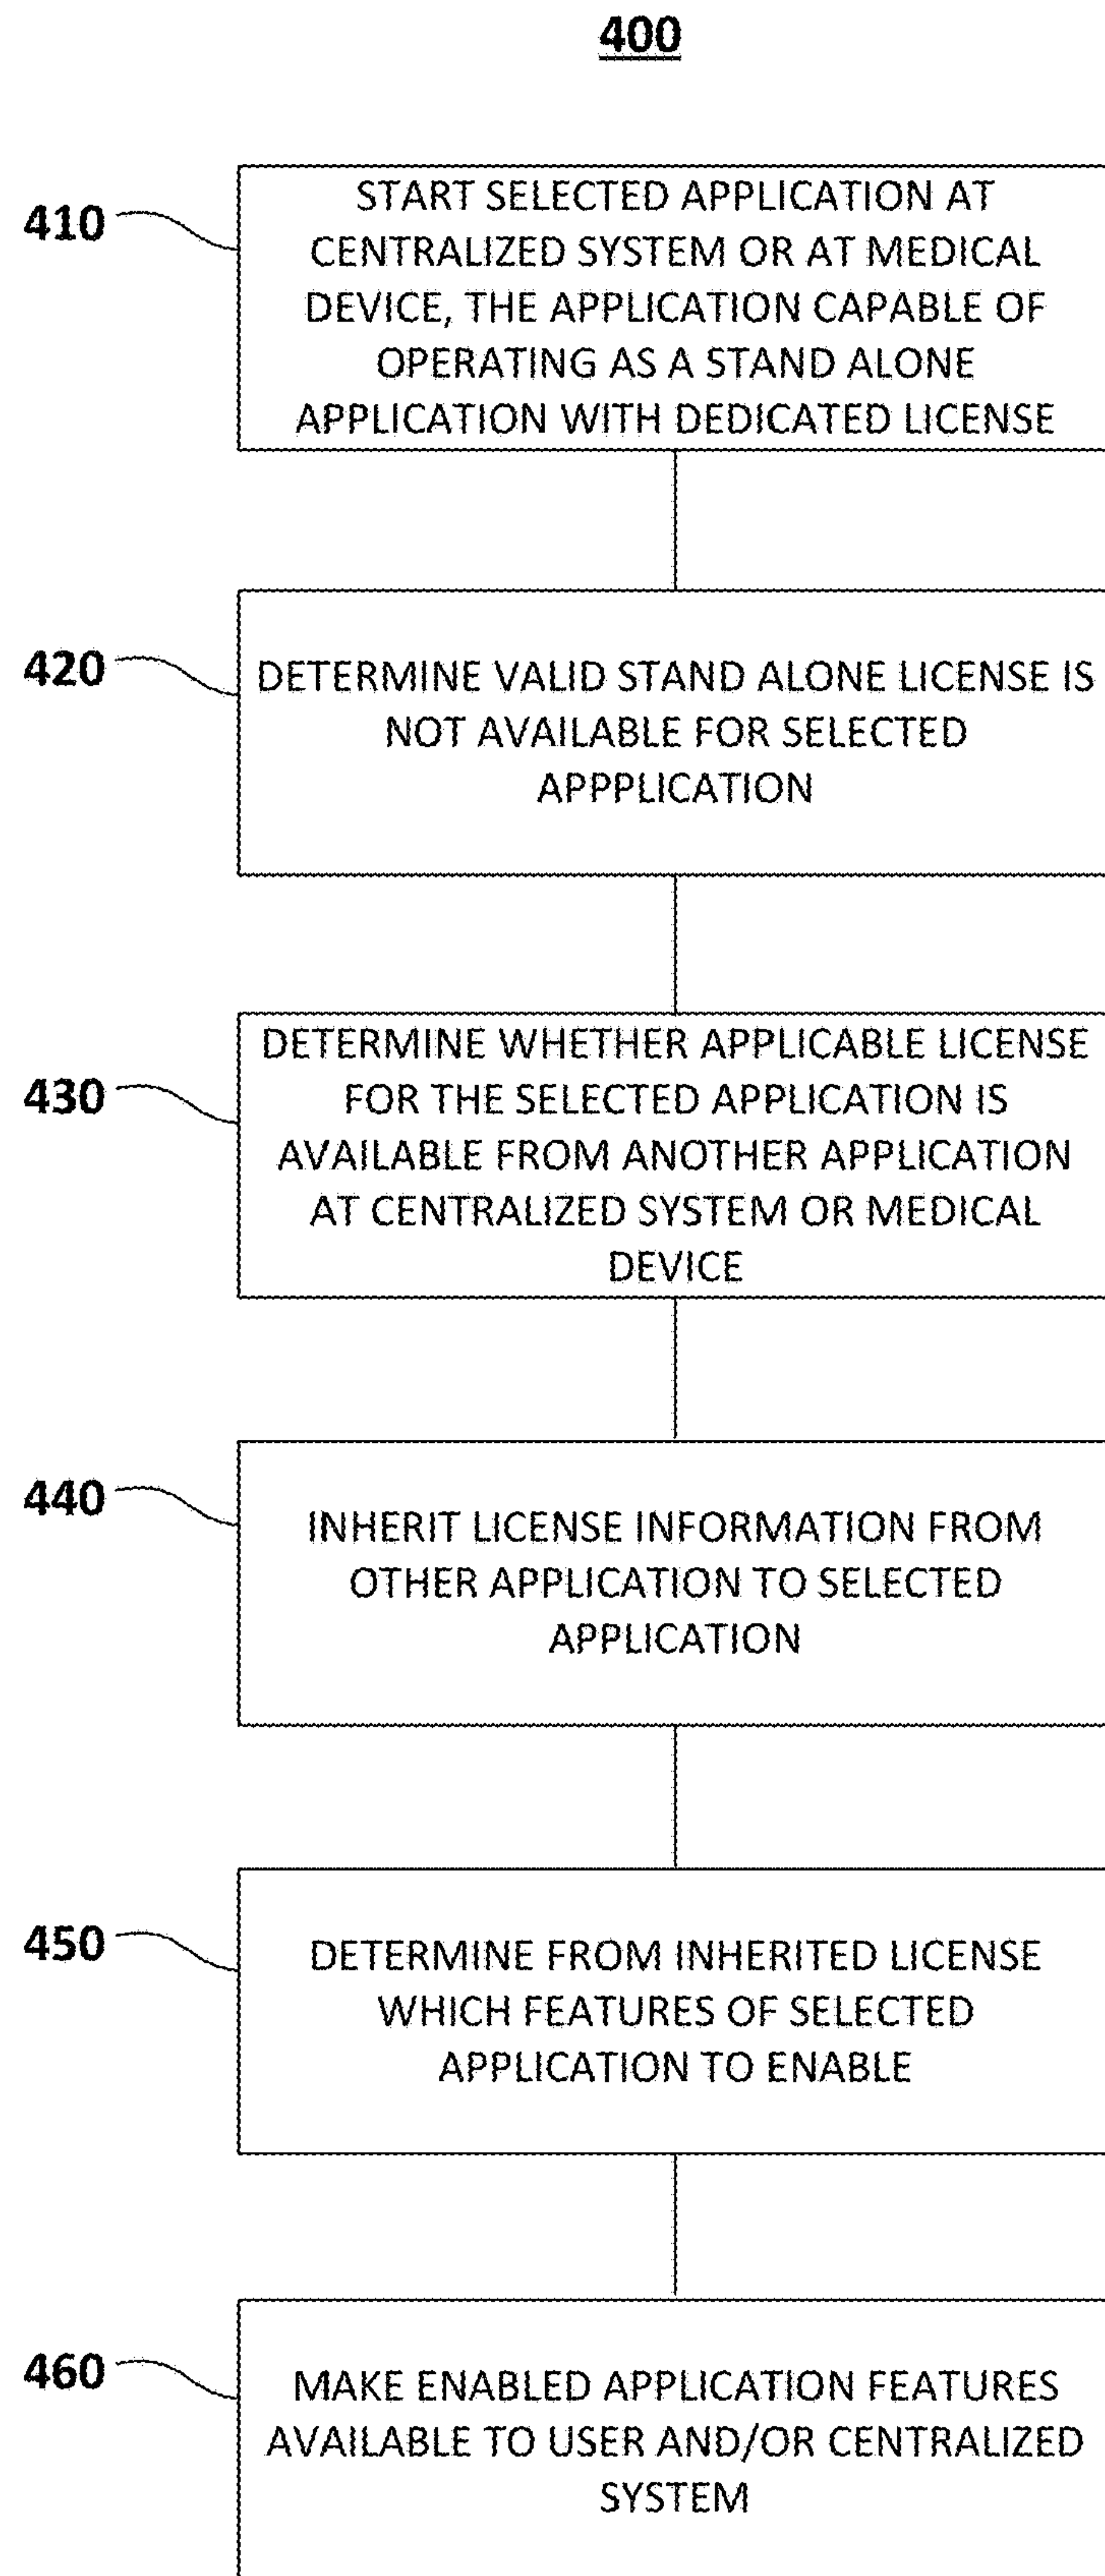 400
410
START SELECTED APPLICATION AT
CENTRALIZED SYSTEM OR AT MEDICAL
DEVICE, THE APPLICATION CAPABLE OF
OPERATING AS A STAND ALONE
APPLICATION WITH DEDICATED LICENSE
420
DETERMINE VALID STAND ALONE LICENSE IS
NOT AVAILABLE FOR SELECTED
APPPLICATION
430
DETERMINE WHETHER APPLICABLE LICENSE
FOR THE SELECTED APPLICATION IS
AVAILABLE FROM ANOTHER APPLICATION
AT CENTRALIZED SYSTEM OR MEDICAL
DEVICE
440
INHERIT LICENSE INFORMATION FROM
OTHER APPLICATION TO SELECTED
APPLICATION
450
DETERMINE FROM INHERITED LICENSE
WHICH FEATURES OF SELECTED
APPLICATION TO ENABLE
460
MAKE ENABLED APPLICATION FEATURES
AVAILABLE TO USER AND/OR CENTRALIZED
SYSTEM